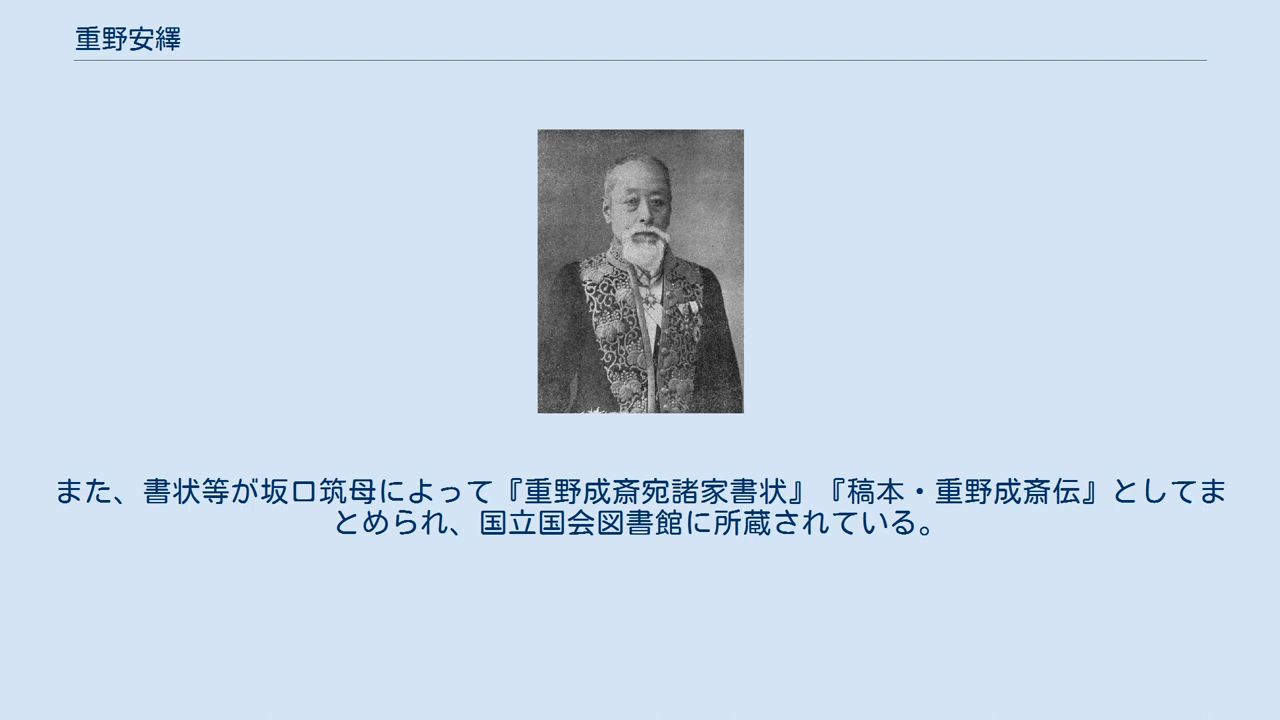 重野安繹
また、書状等が坂口筑母によって『重野成斎宛諸家書状』『稿本・重野成斎伝』としてま
とめられ、国立国会図書館に所蔵されている。